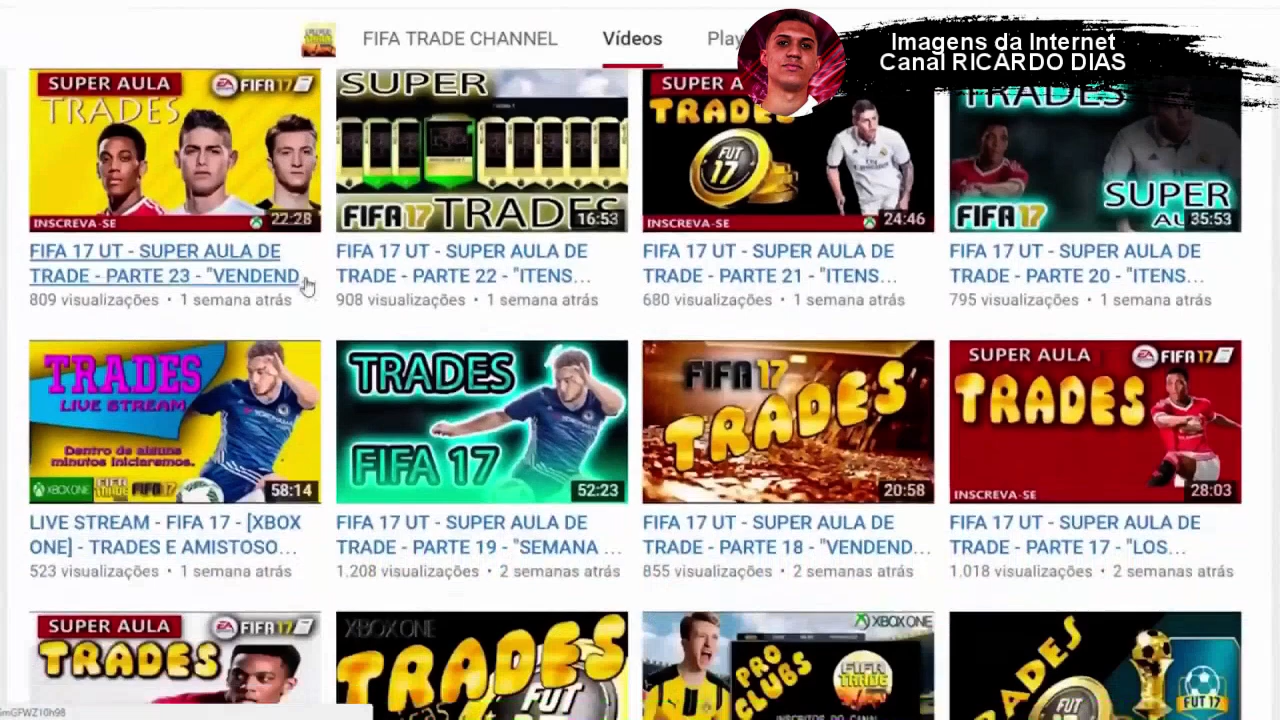 FIFA TRADE CHANNEL
Vídeos
Imagens da Internet
Canal RICARDO DIAS
SUPER AULA
FIFA 17
TRADES
INSCREVA-SE
22:28
SUPER
FIFA 17 TRADES
16:53
SUPER A
TRADES
FUT
17
INSCREVA-SE
24:46
TRADES
SUPER
FIFA 17
35:53
FIFA 17 UT - SUPER AULA DE
TRADE - PARTE 23 - "VENDEND
809 visualizações • 1 semana atrás
FIFA 17 UT - SUPER AULA DE
TRADE - PARTE 22 - "ITENS...
908 visualizações • 1 semana atrás
FIFA 17 UT - SUPER AULA DE
TRADE - PARTE 21 - "ITENS...
680 visualizações • 1 semana atrás
FIFA 17 UT - SUPER AULA DE
TRADE - PARTE 20 - "ITENS...
795 visualizações • 1 semana atrás
TRADES
LIVE STREAM
Dentro de alguns
minutos iniciaremos.
XBOX ONE
FIFA
TRADE
FIFA 17
58:14
TRADES
FIFA 17
52:23
FIFA 17
TRADES
20:58
SUPER AULA
FIFA 17
TRADES
INSCREVA-SE
28:03
LIVE STREAM - FIFA 17 - [XBOX
ONE] - TRADES E AMISTOSO...
523 visualizações • 1 semana atrás
FIFA 17 UT - SUPER AULA DE
TRADE - PARTE 19 - "SEMANA ...
1.208 visualizações • 2 semanas atrás
FIFA 17 UT - SUPER AULA DE
TRADE - PARTE 18 - "VENDEND...
855 visualizações • 2 semanas atrás
FIFA 17 UT - SUPER AULA DE
TRADE - PARTE 17 - "LOS...
1.018 visualizações • 2 semanas atrás
SUPER AULA
FIFA 17
TRADES
XBOX ONE
TRADES
FUT
XBOX ONE
PRO
CLUBS
FIFA
TRADE
INSCRITOS DO CANAL
TRADES
FUT
FUT 17